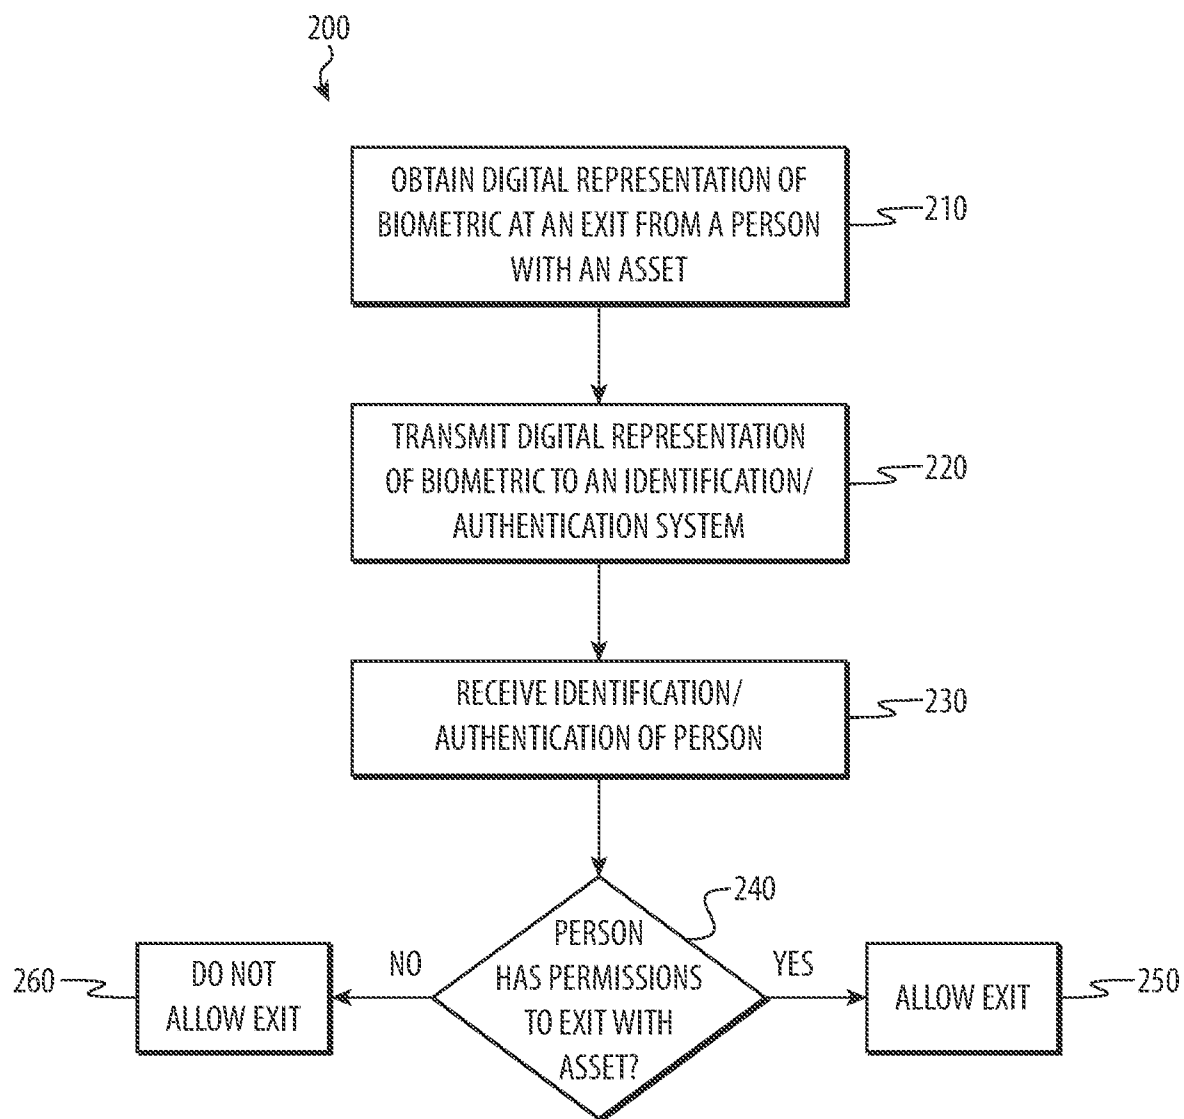 200
OBTAIN DIGITAL REPRESENTATION OF
BIOMETRIC AT AN EXIT FROM A PERSON
WITH AN ASSET
210
TRANSMIT DIGITAL REPRESENTATION
OF BIOMETRIC TO AN IDENTIFICATION/
AUTHENTICATION SYSTEM
220
RECEIVE IDENTIFICATION/
AUTHENTICATION OF PERSON
230
PERSON
HAS PERMISSIONS
TO EXIT WITH
ASSET?
240
NO
DO NOT
ALLOW EXIT
260
YES
ALLOW EXIT
250